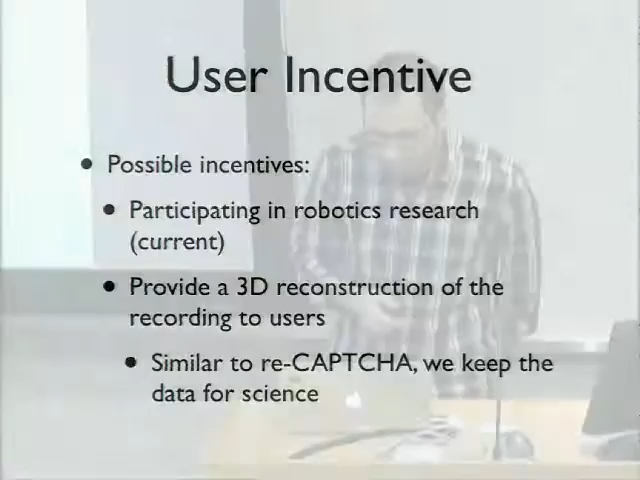 User Incentive
• Possible incentives:
• Participating in robotics research
(current)
• Provide a 3D reconstruction of the
recording to users
• Similar to re-CAPTCHA, we keep the
data for science